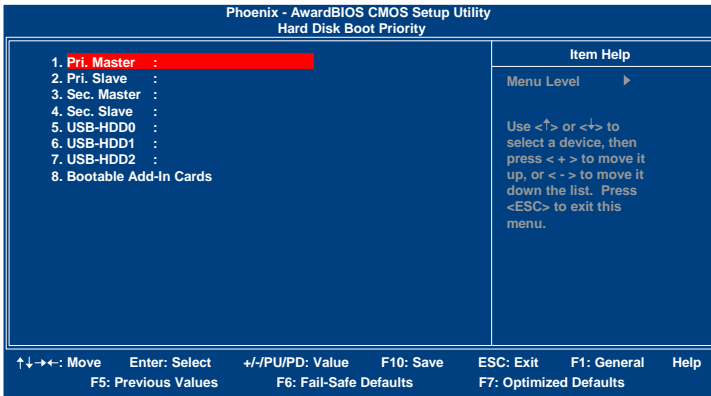 Phoenix - AwardBIOS CMOS Setup Utility
Hard Disk Boot Priority
1. Pri. Master :
2. Pri. Slave :
3. Sec. Master :
4. Sec. Slave :
5. USB-HDD0 :
6. USB-HDD1 :
7. USB-HDD2 :
8. Bootable Add-In Cards
Item Help
Menu Level ▶
Use <↑> or <↓> to
select a device, then
press < + > to move it
up, or < - > to move it
down the list. Press
<ESC> to exit this
menu.
↑↓→←: Move Enter: Select +/-/PU/PD: Value F10: Save ESC: Exit F1: General Help
F5: Previous Values F6: Fail-Safe Defaults F7: Optimized Defaults